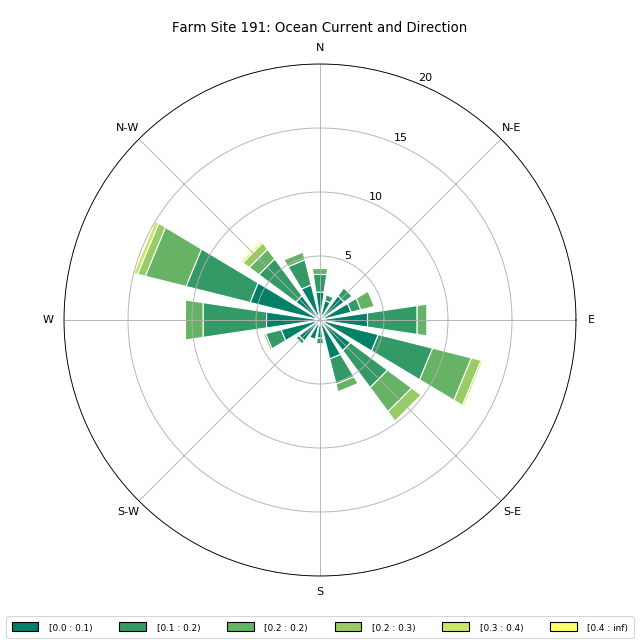 Farm Site 191: Ocean Current and Direction
N
20
N-W
N-E
15
10
5
W
E
S-W
S-E
S
[0.0 : 0.1) [0.1 : 0.2) [0.2 : 0.2) [0.2 : 0.3) [0.3 : 0.4) [0.4 : inf)